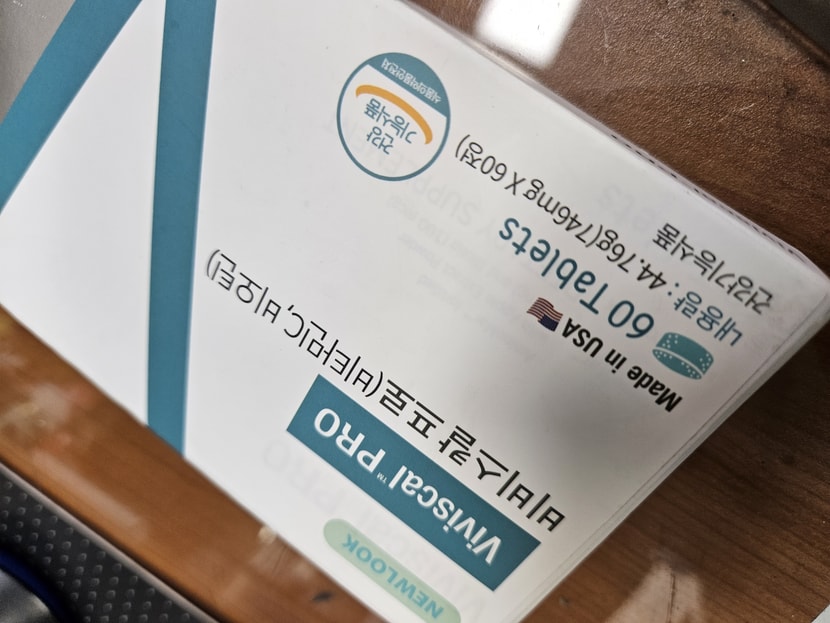 NEWLOOK
Viviscal™ PRO
비비스칼 프로(비타민C, 비오틴)
Made in USA
60 Tablets
내용량 : 44.76g(746mg X 60정)
건강기능식품
건강
기능식품
식품의약품안전처